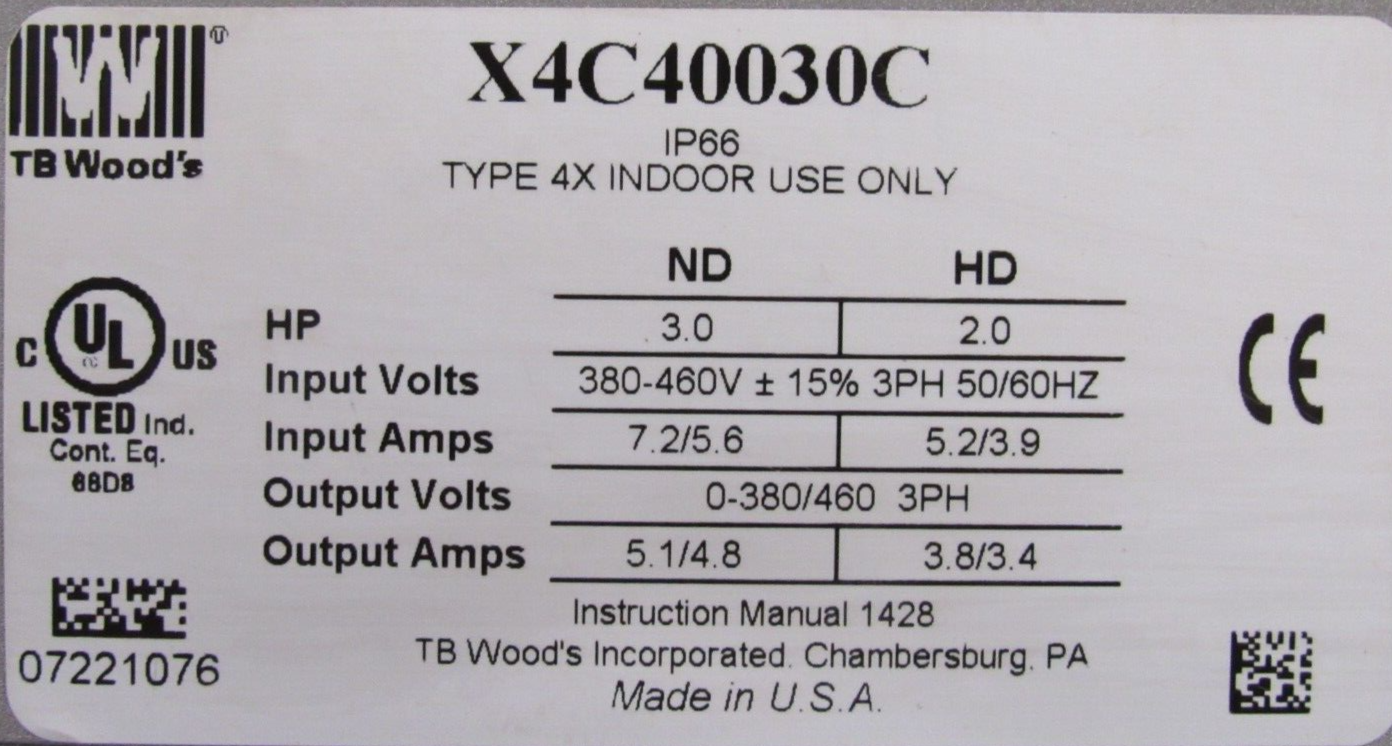 X4C40030C
TB Wood's
IP66
TYPE 4X INDOOR USE ONLY
ND HD
HP 3.0 2.0
Input Volts 380-460V ± 15% 3PH 50/60HZ
Input Amps 7.2/5.6 5.2/3.9
Output Volts 0-380/460 3PH
Output Amps 5.1/4.8 3.8/3.4
C UL US
LISTED Ind.
Cont. Eq.
CE
07221076
Instruction Manual 1428
TB Wood's Incorporated. Chambersburg, PA
Made in U.S.A.